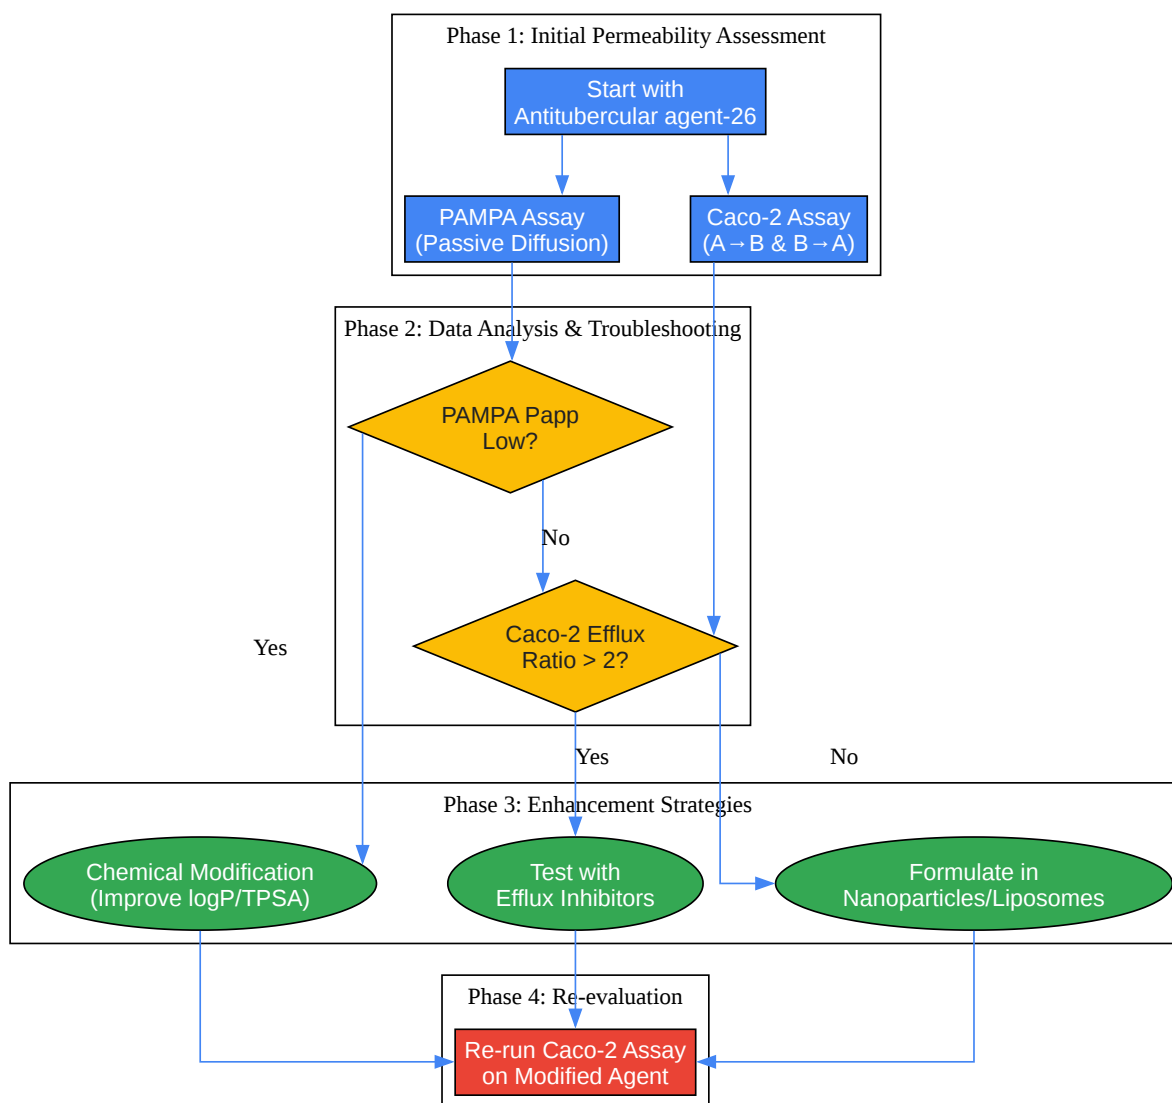 Phase 1: Initial Permeability Assessment
Start with
Antitubercular agent-26
PAMPA Assay
(Passive Diffusion)
Caco-2 Assay
(A→B & B→A)
Phase 2: Data Analysis & Troubleshooting
PAMPA Papp
Low?
No
Caco-2 Efflux
Ratio > 2?
Yes
Yes
No
Phase 3: Enhancement Strategies
Chemical Modification
(Improve logP/TPSA)
Test with
Efflux Inhibitors
Formulate in
Nanoparticles/Liposomes
Phase 4: Re-evaluation
Re-run Caco-2 Assay
on Modified Agent